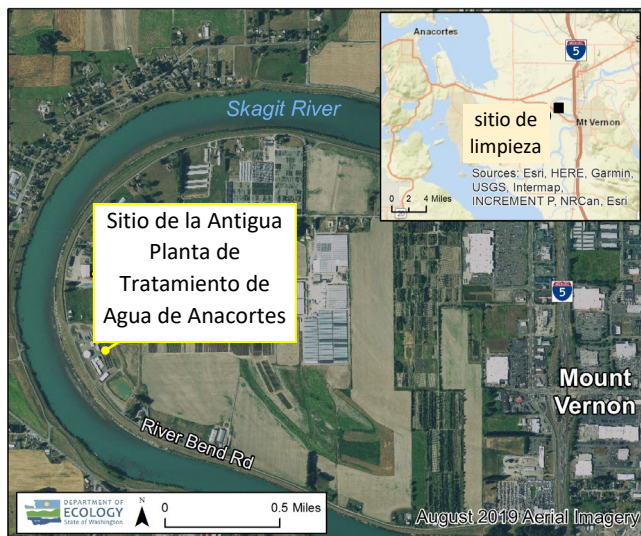 Skagit River
Sitio de la Antigua
Planta de
Tratamiento de
Agua de Anacortes
River Bend Rd
5
Mount
Vernon
August 2019 Aerial Imagery
DEPARTMENT OF
ECOLOGY
State of Washington
N
0 0.5 Miles
Anacortes
5
sitio de
limpieza
Mt Vernon
Sources: Esri, HERE, Garmin,
USGS, Intermap,
INCREMENT P, NRCan, Esri
0 2 4 Miles
20